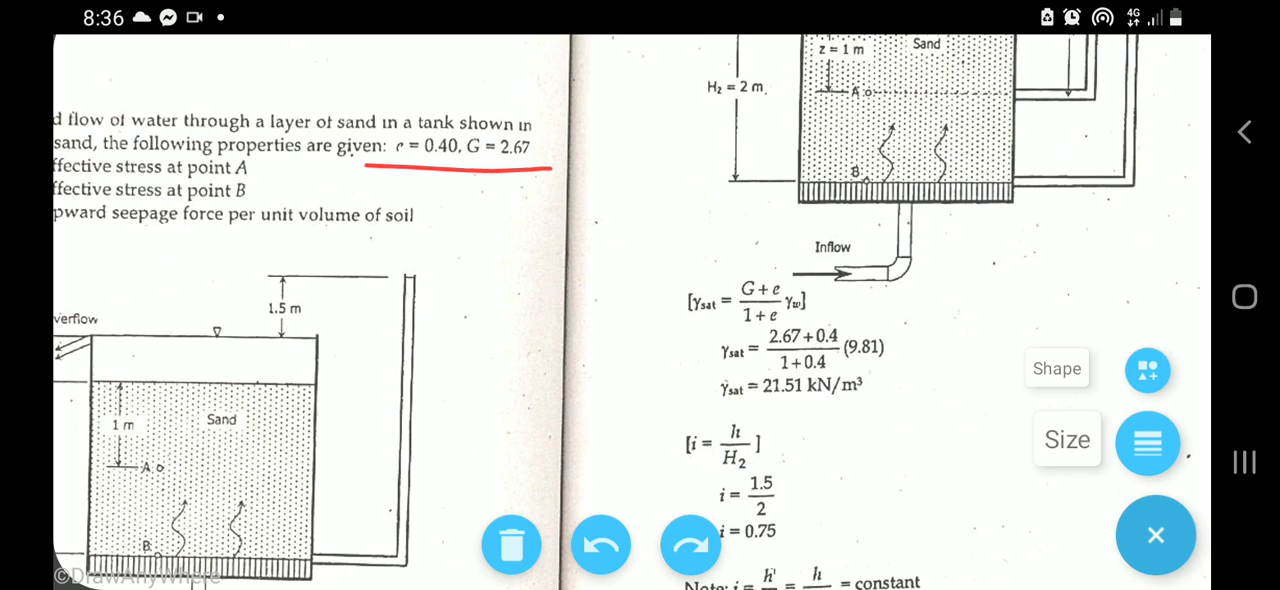 8:36
4G
d flow of water through a layer of sand in a tank shown in
sand, the following properties are given: e = 0.40, G = 2.67
ffective stress at point A
ffective stress at point B
pward seepage force per unit volume of soil
1.5 m
verflow
1 m
Sand
A
B
©DrawAnyWhere
z = 1 m
Sand
H₂ = 2 m
A
B
Inflow
[γsat = G + e / 1 + e γw]
γsat = 2.67 + 0.4 / 1 + 0.4 (9.81)
γsat = 21.51 kN/m³
[i = h / H₂]
i = 1.5 / 2
i = 0.75
Note: i = h' = h = constant
Shape
Size